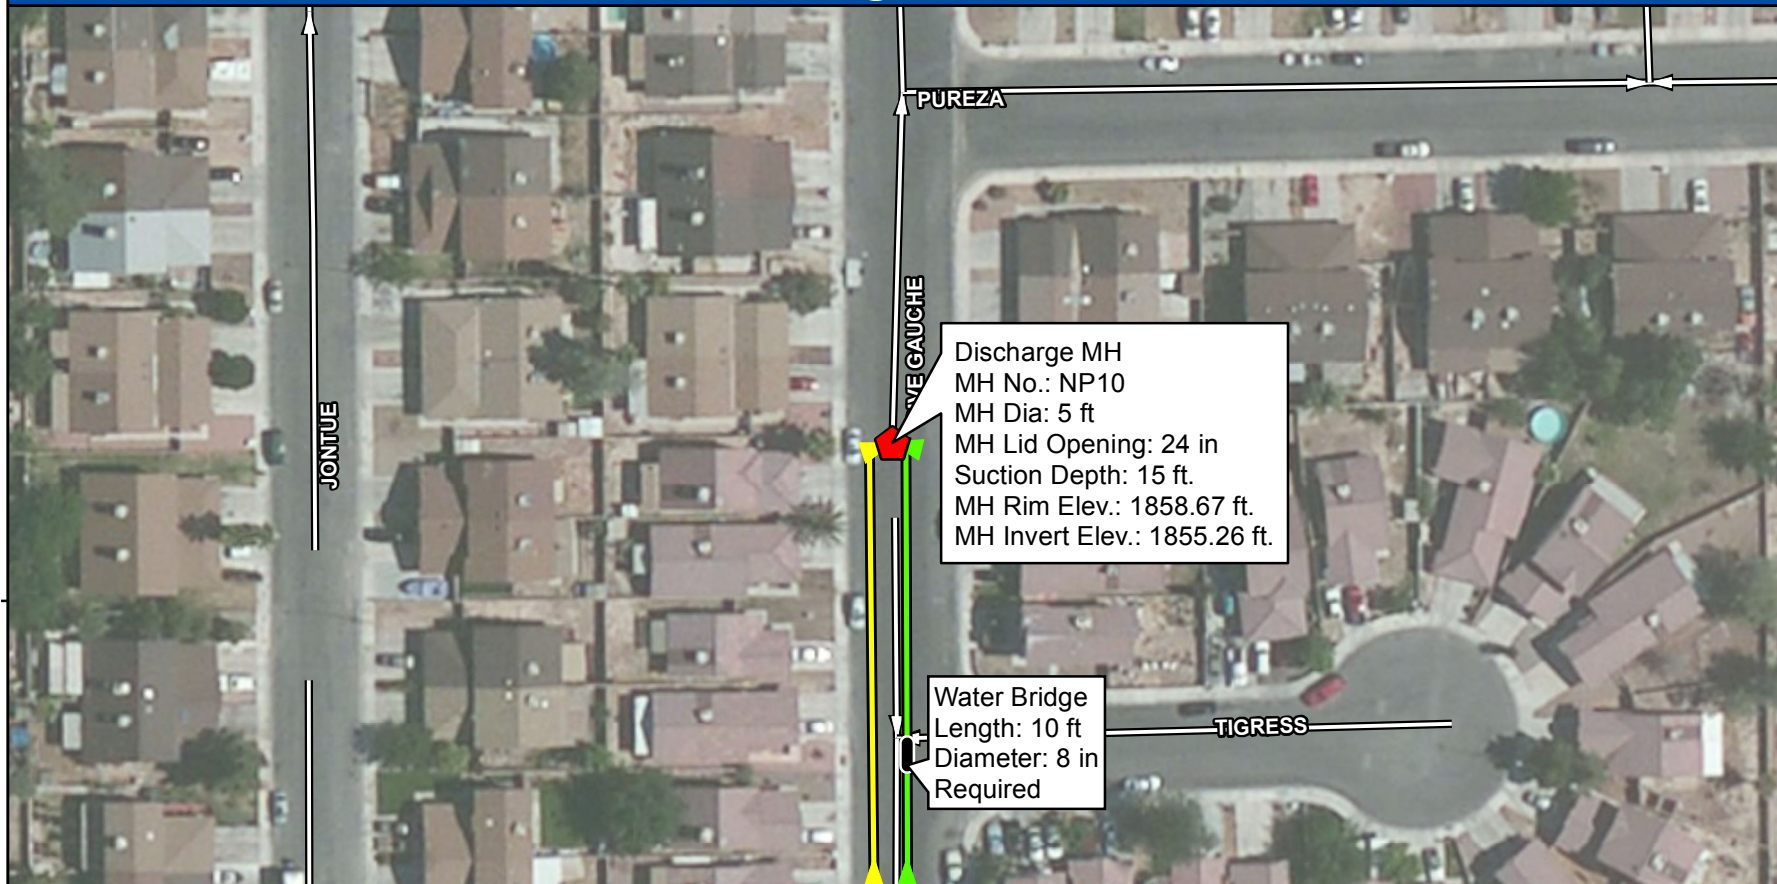 PUREZA
IVE GAUCHE
Discharge MH
MH No.: NP10
MH Dia: 5 ft
MH Lid Opening: 24 in
Suction Depth: 15 ft.
MH Rim Elev.: 1858.67 ft.
MH Invert Elev.: 1855.26 ft.
JONTUE
Water Bridge
Length: 10 ft
Diameter: 8 in
Required
TIGRESS